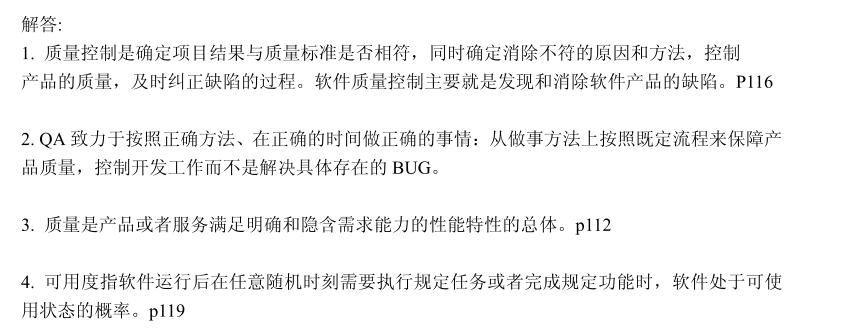 解答:
1. 质量控制是确定项目结果与质量标准是否相符，同时确定消除不符的原因和方法，控制
产品的质量，及时纠正缺陷的过程。软件质量控制主要就是发现和消除软件产品的缺陷。P116
2. QA 致力于按照正确方法、在正确的时间做正确的事情：从做事方法上按照既定流程来保障产
品质量，控制开发工作而不是解决具体存在的 BUG。
3. 质量是产品或者服务满足明确和隐含需求能力的性能特性的总体。p112
4. 可用度指软件运行后在任意随机时刻需要执行规定任务或者完成规定功能时，软件处于可使
用状态的概率。p119